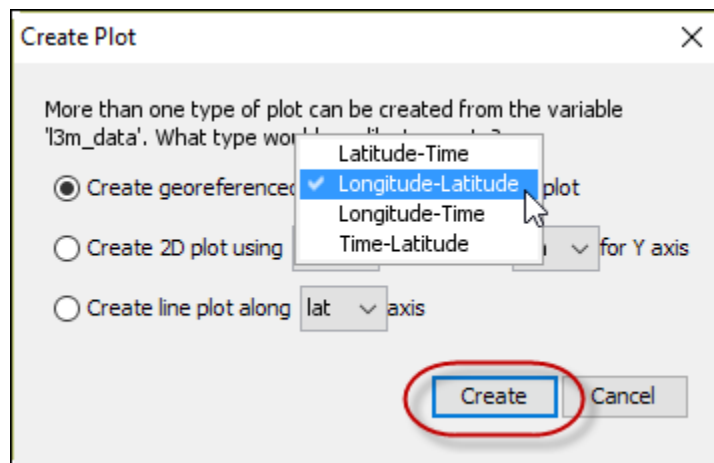 Create Plot
More than one type of plot can be created from the variable
'l3m_data'. What type
Latitude-Time
Create georeferenced Longitude-Latitude plot
Longitude-Time
Create 2D plot using Time-Latitude for Y axis
Create line plot along lat axis
Create Cancel